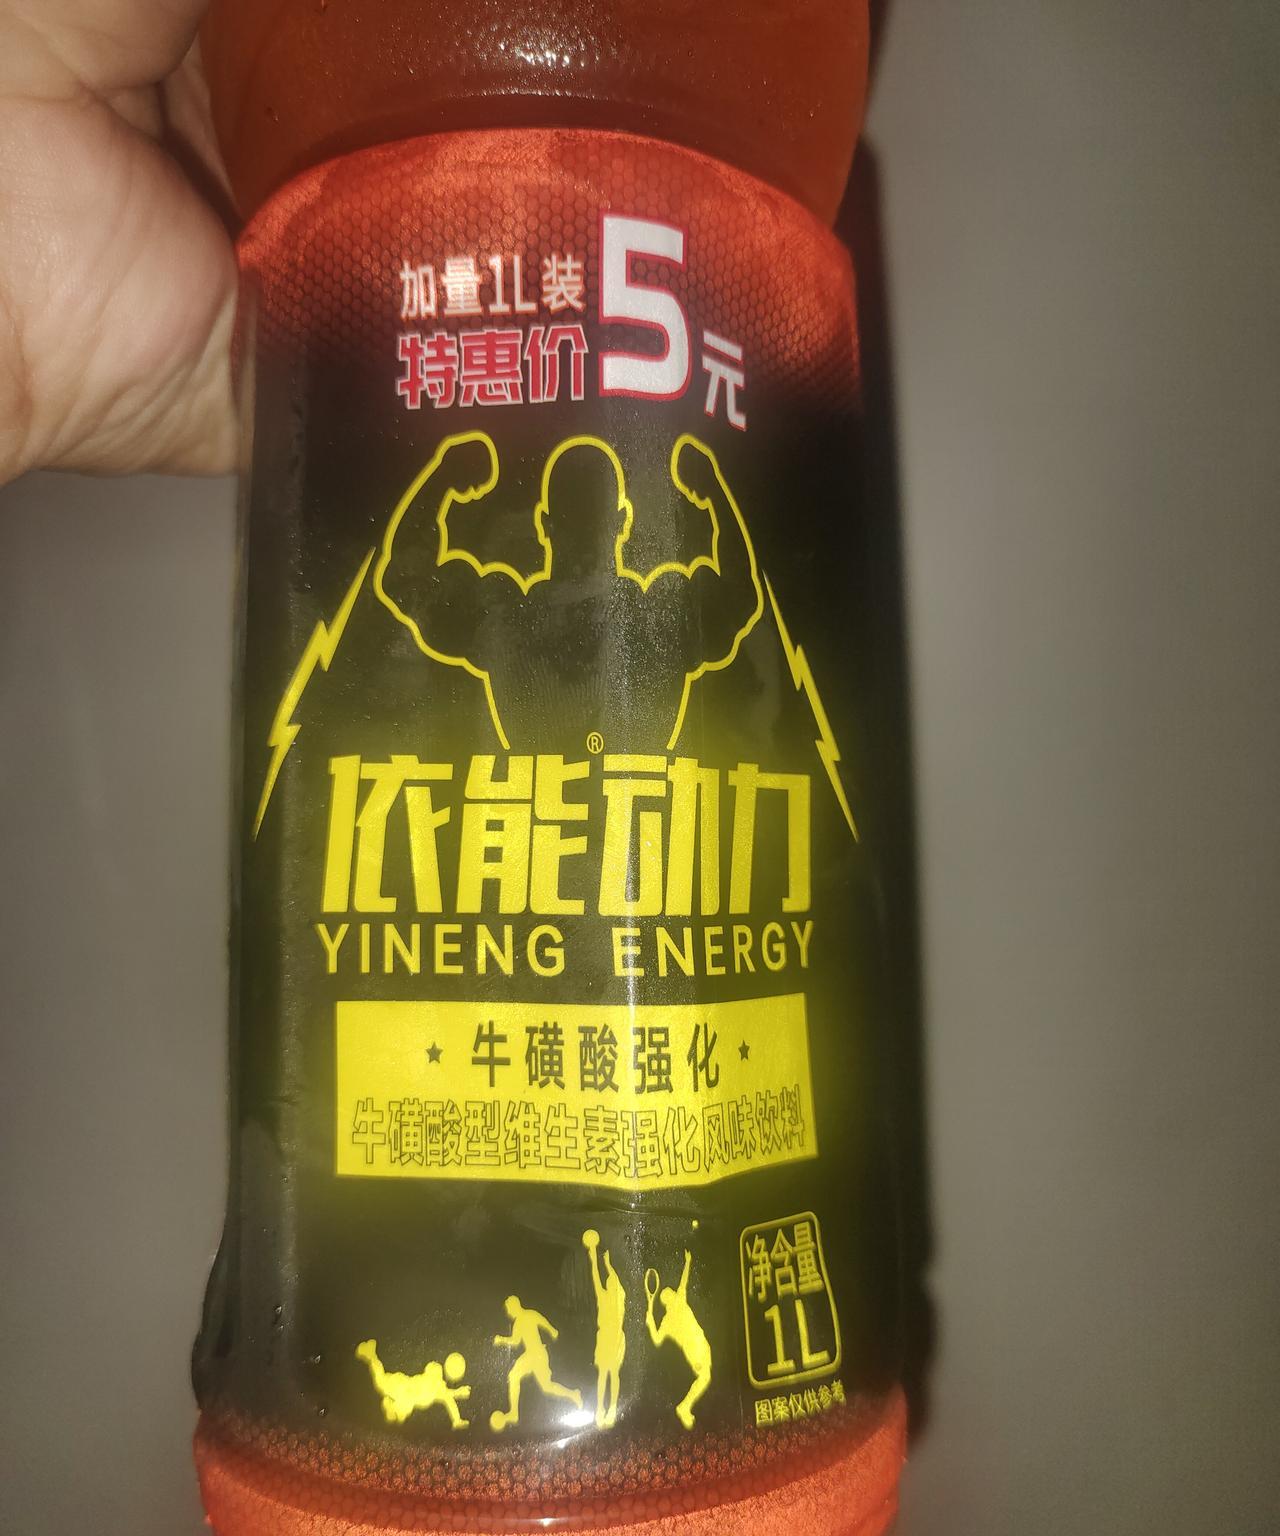 加量1L装
特惠价5元
依能动力®
YINENG ENERGY
★牛磺酸强化★
牛磺酸型维生素强化风味饮料
净含量
1L
图案仅供参考